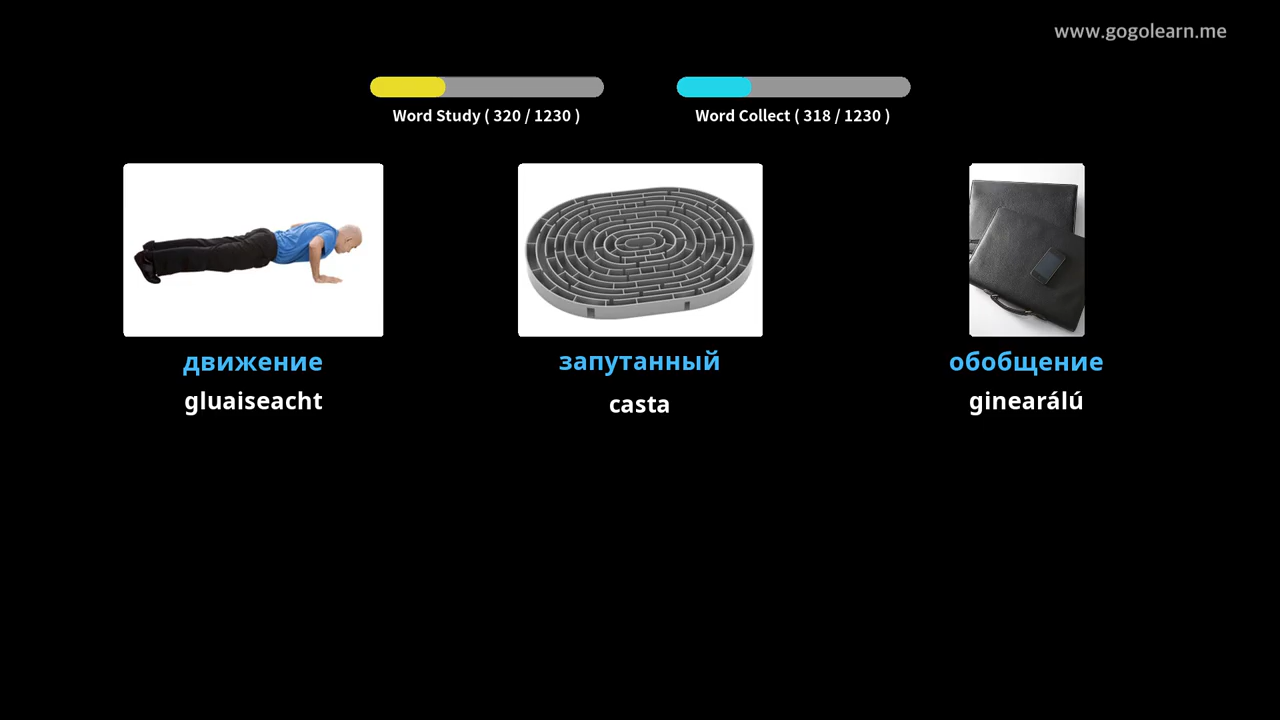 www.gogolearn.me
Word Study ( 320 / 1230 )
Word Collect ( 318 / 1230 )
движение
запутанный
обобщение
gluaiseacht
casta
ginearálú